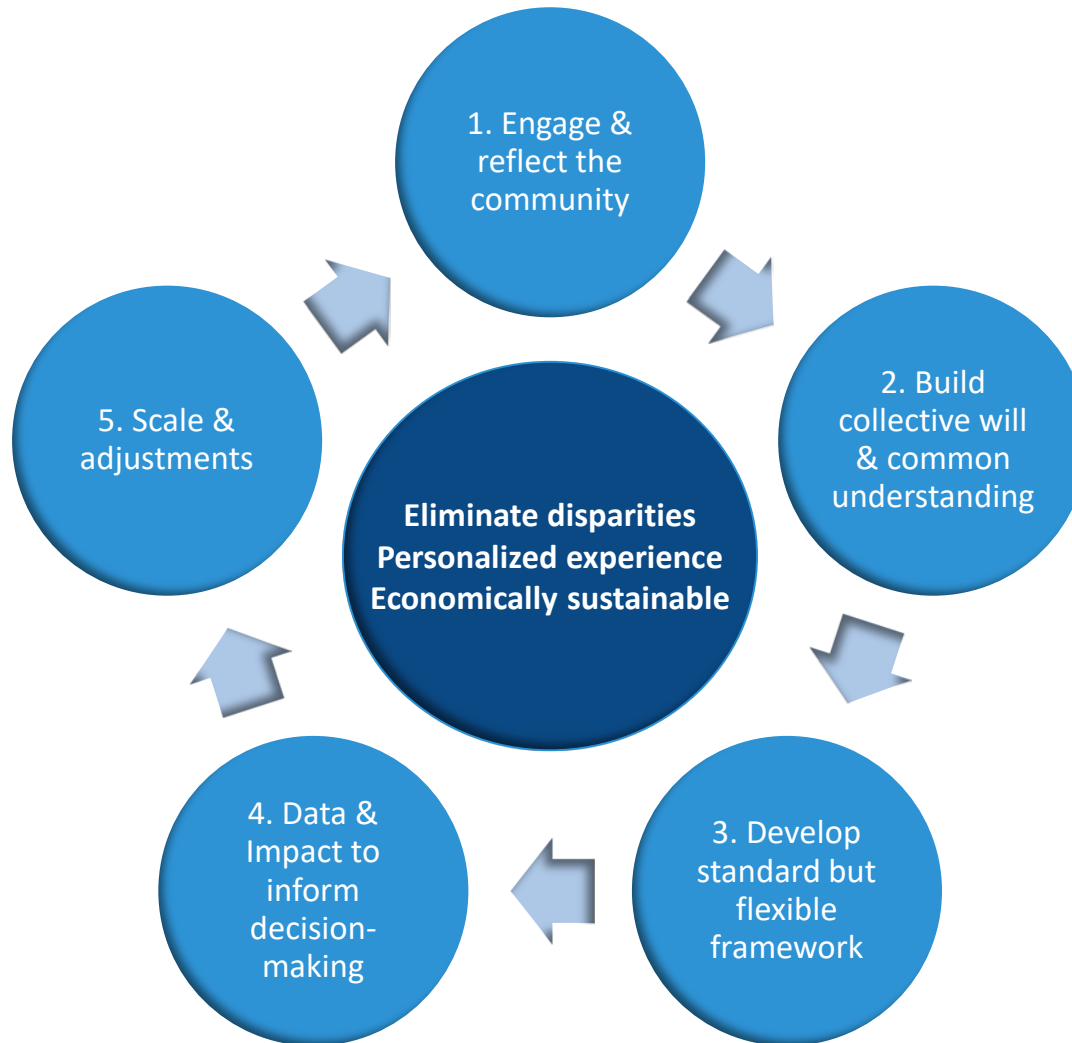 1. Engage &
reflect the
community
2. Build
collective will
& common
understanding
3. Develop
standard but
flexible
framework
4. Data &
Impact to
inform
decision-
making
5. Scale &
adjustments
Eliminate disparities
Personalized experience
Economically sustainable